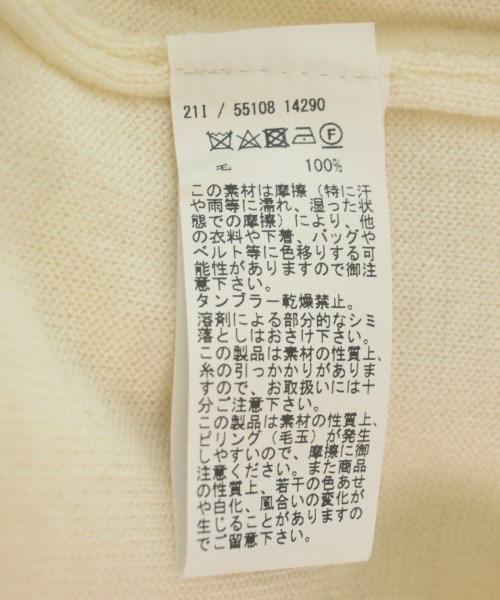 21I / 55108 14290
毛 100%
この素材は摩擦(特に汗
や雨等に濡れ、湿った状
態での摩擦)により、他
の衣料や下着、バッグや
ベルト等に色移りする可
能性がありますので御注
意下さい。
タンブラー乾燥禁止。
溶剤による部分的なシミ
落としはおさけ下さい。
この製品は素材の性質上、
糸の引っかかりがありま
すので、お取扱いには十
分ご注意下さい。
この製品は素材の性質上、
ピリング(毛玉)が発生
しやすいので、摩擦に御
注意ください。また商品
の性質上、若干の色あせ
や白化、風合いの変化が
生じることがありますの
でご留意下さい。